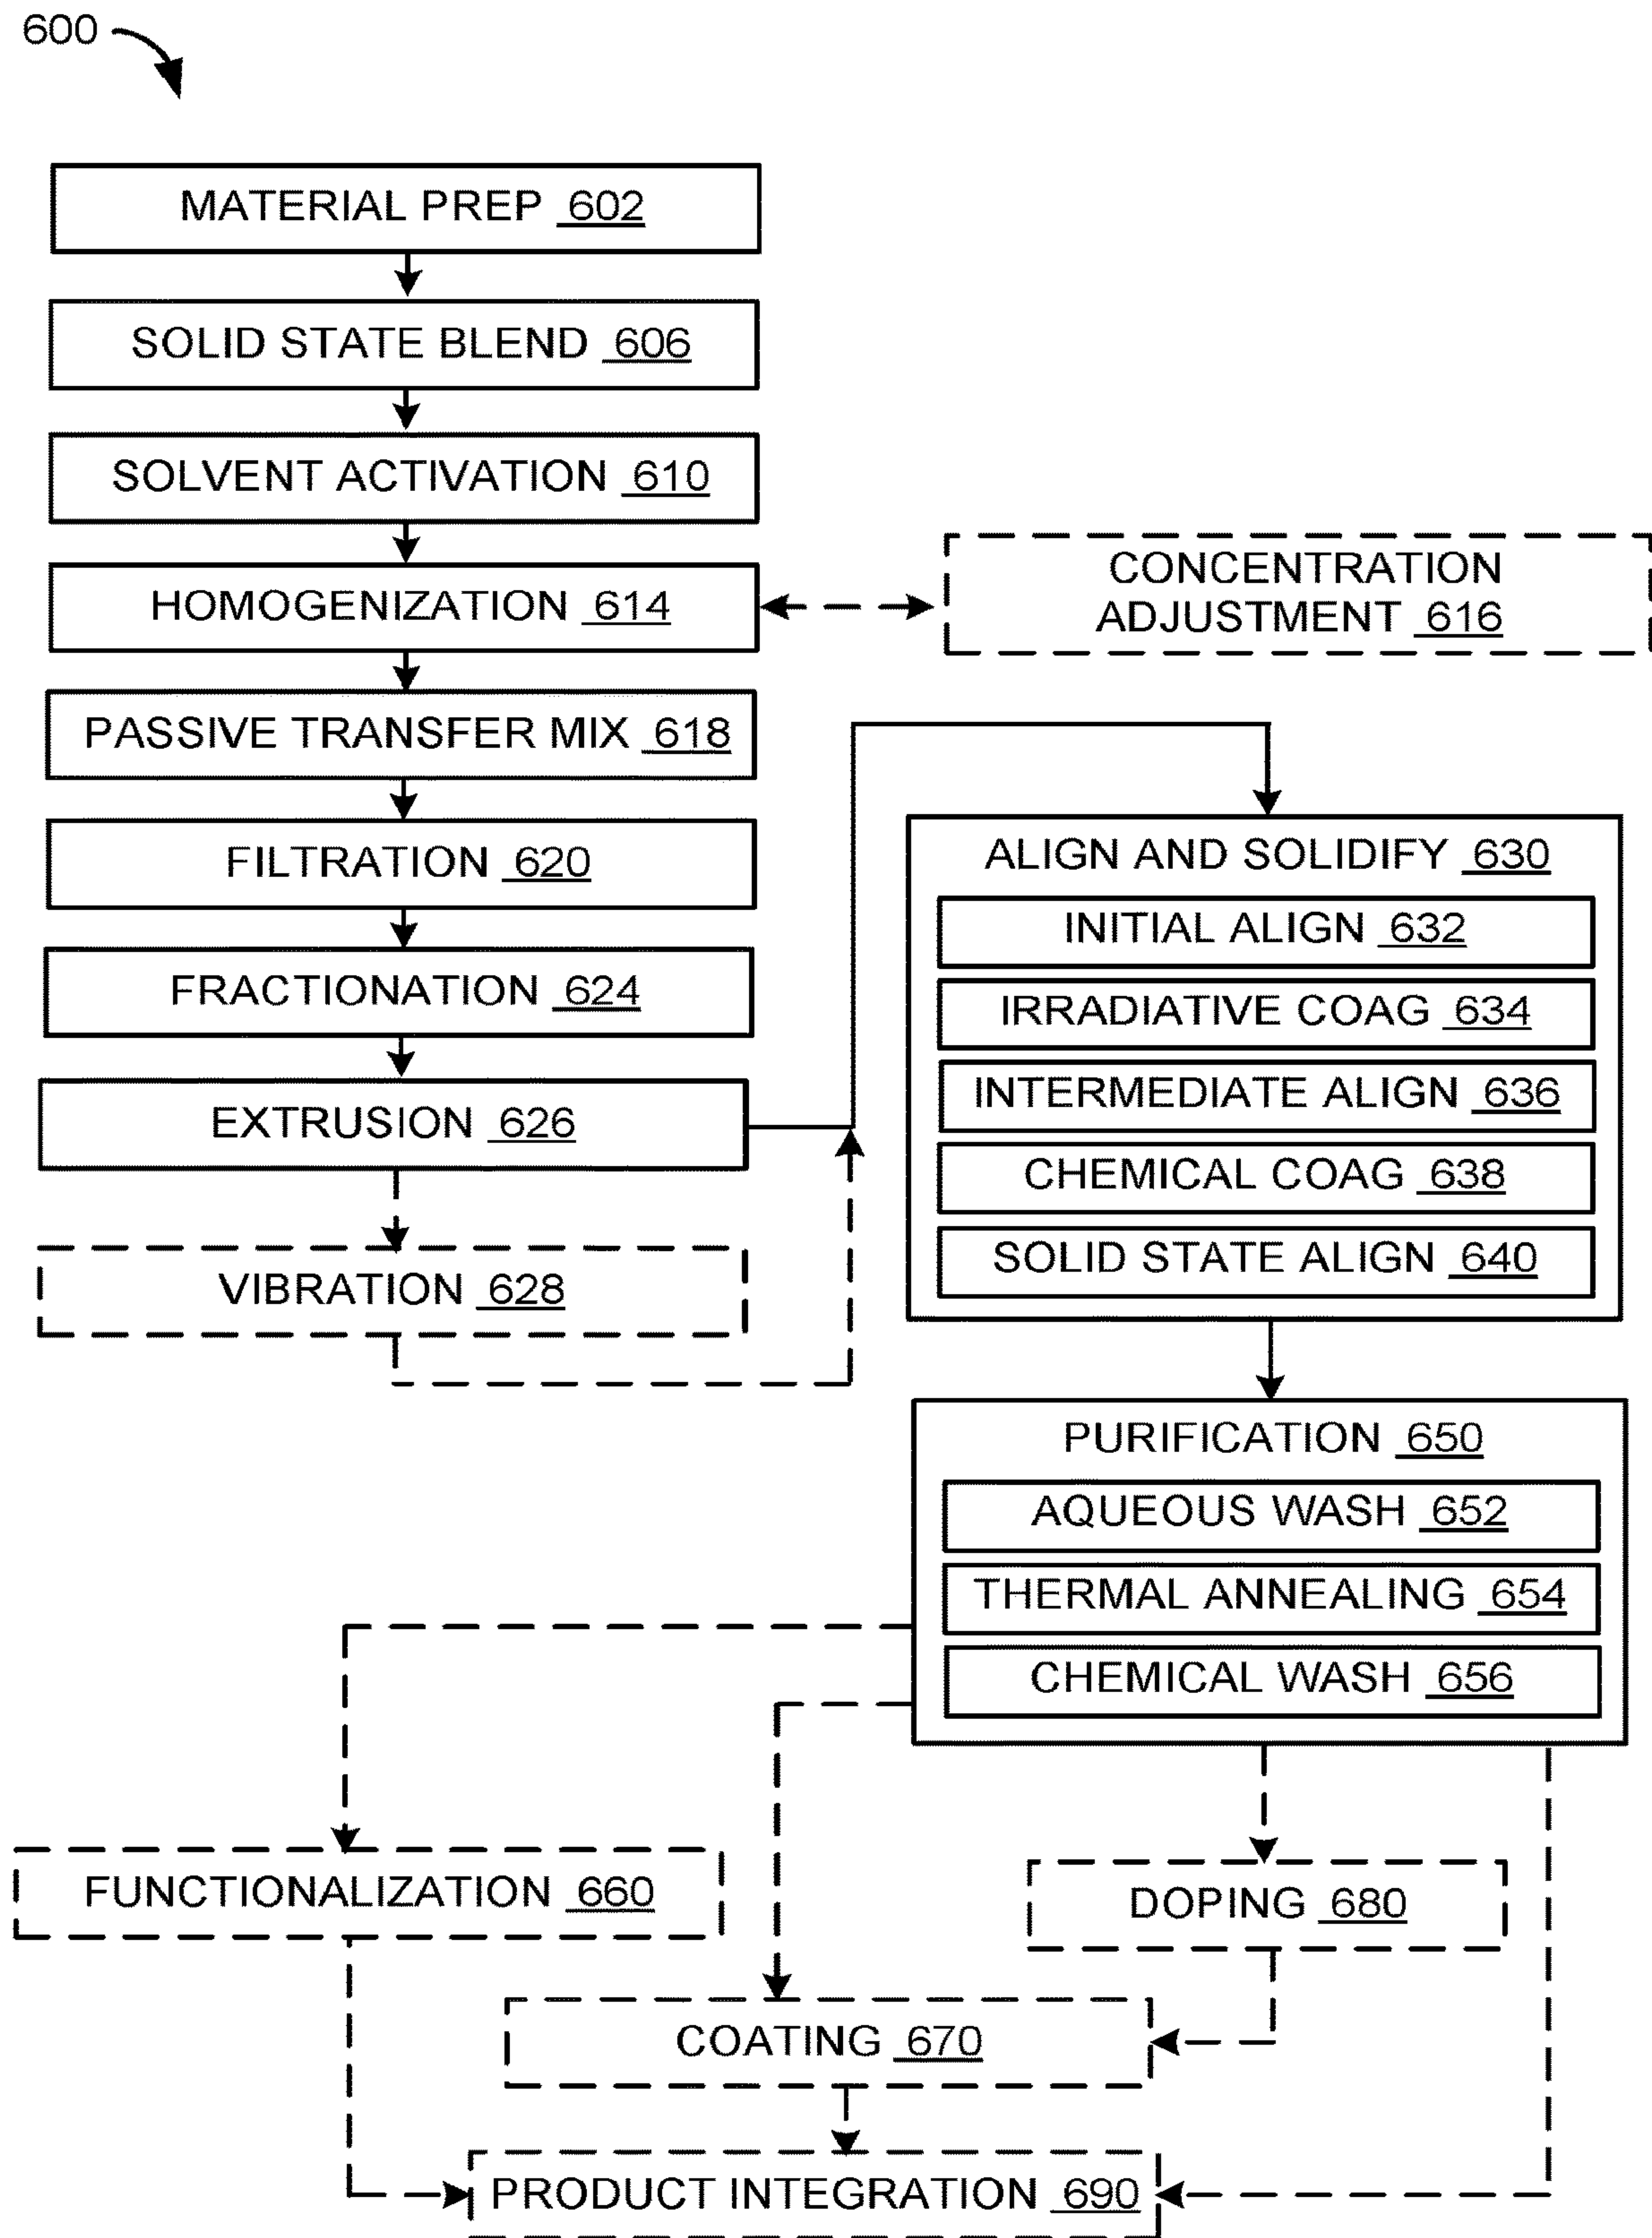 600
MATERIAL PREP 602
SOLID STATE BLEND 606
SOLVENT ACTIVATION 610
HOMOGENIZATION 614
CONCENTRATION
ADJUSTMENT 616
PASSIVE TRANSFER MIX 618
FILTRATION 620
FRACTIONATION 624
EXTRUSION 626
VIBRATION 628
ALIGN AND SOLIDIFY 630
INITIAL ALIGN 632
IRRADIATIVE COAG 634
INTERMEDIATE ALIGN 636
CHEMICAL COAG 638
SOLID STATE ALIGN 640
PURIFICATION 650
AQUEOUS WASH 652
THERMAL ANNEALING 654
CHEMICAL WASH 656
FUNCTIONALIZATION 660
DOPING 680
COATING 670
PRODUCT INTEGRATION 690